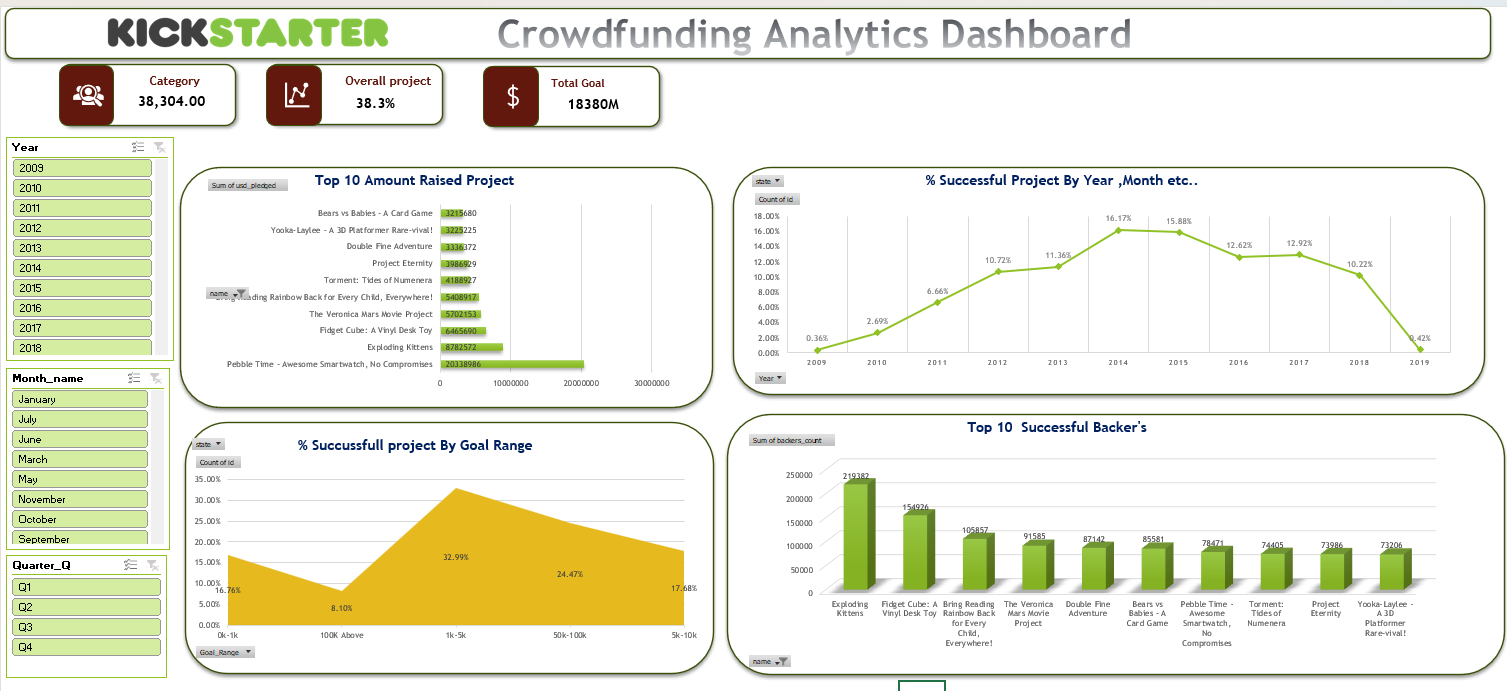 KICKSTARTER
Crowdfunding Analytics Dashboard
Category
38,304.00
Overall project
38.3%
Total Goal
18380M
Year
2009
2010
2011
2012
2013
2014
2015
2016
2017
2018
Month_name
January
July
June
March
May
November
October
September
Quarter_Q
Q1
Q2
Q3
Q4
Sum of usd_pledged
Top 10 Amount Raised Project
Bears vs Babies - A Card Game 3215680
Yooka-Laylee - A 3D Platformer Rare-vival! 3225225
Double Fine Adventure 3336372
Project Eternity 3986929
Torment: Tides of Numenera 4188927
name
Reading Rainbow Back for Every Child, Everywhere! 5408917
The Veronica Mars Movie Project 5702153
Fidget Cube: A Vinyl Desk Toy 6465690
Exploding Kittens 8782572
Pebble Time - Awesome Smartwatch, No Compromises 20338986
0 10000000 20000000 30000000
state
% Successful Project By Year ,Month etc..
Count of id
18.00%
16.00%
14.00%
12.00%
10.00%
8.00%
6.00%
4.00%
2.00%
0.00%
0.36%
2.69%
6.66%
10.72%
11.36%
16.17%
15.88%
12.62%
12.92%
10.22%
0.42%
2009 2010 2011 2012 2013 2014 2015 2016 2017 2018 2019
Year
state
% Succussfull project By Goal Range
Count of id
35.00%
30.00%
25.00%
20.00%
15.00%
10.00%
5.00%
0.00%
16.76%
8.10%
32.99%
24.47%
17.68%
0k-1k 100K Above 1k-5k 50k-100k 5k-10k
Goal_Range
Top 10 Successful Backer's
Sum of backers_count
250000
200000
150000
100000
50000
0
219382
154926
105857
91585
87142
85581
78471
74405
73986
73206
Exploding
Kittens
Fidget Cube: A
Vinyl Desk Toy
Bring Reading
Rainbow Back
for Every
Child,
Everywhere!
The Veronica
Mars Movie
Project
Double Fine
Adventure
Bears vs
Babies - A
Card Game
Pebble Time -
Awesome
Smartwatch,
No
Compromises
Torment:
Tides of
Numenera
Project
Eternity
Yooka-Laylee -
A 3D
Platformer
Rare-vival!
name